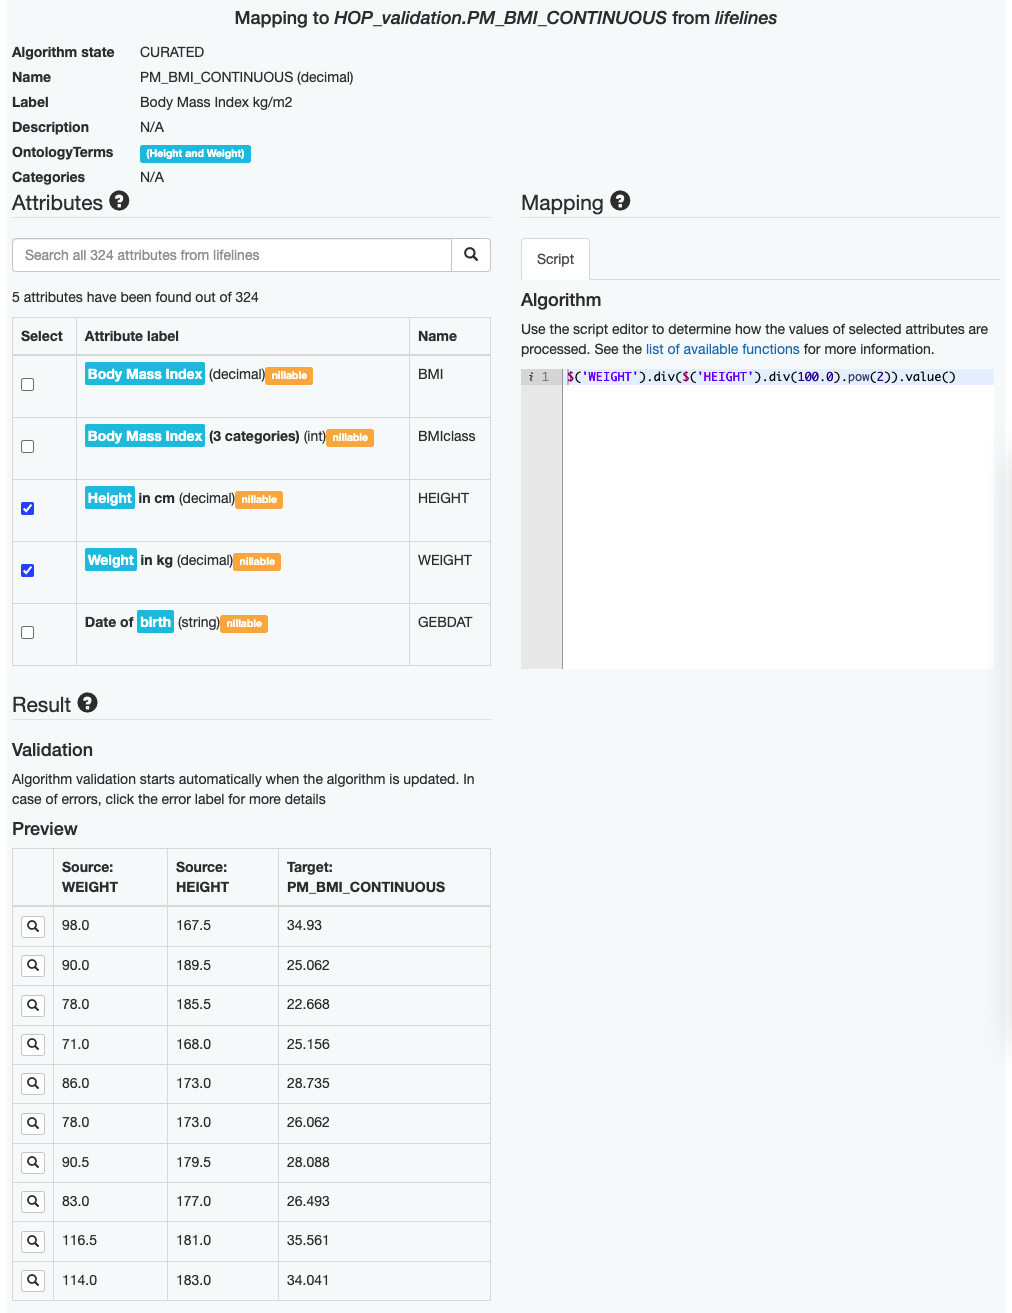 Mapping to HOP_validation.PM_BMI_CONTINUOUS from lifelines
Algorithm state CURATED
Name PM_BMI_CONTINUOUS (decimal)
Label Body Mass Index kg/m2
Description N/A
OntologyTerms (Height and Weight)
Categories N/A
Attributes ?
Search all 324 attributes from lifelines
5 attributes have been found out of 324
Select Attribute label Name
Body Mass Index (decimal) nillable BMI
Body Mass Index (3 categories) (int) nillable BMIclass
Height in cm (decimal) nillable HEIGHT
Weight in kg (decimal) nillable WEIGHT
Date of birth (string) nillable GEBDAT
Mapping ?
Script
Algorithm
Use the script editor to determine how the values of selected attributes are
processed. See the list of available functions for more information.
i 1 $('WEIGHT').div($('HEIGHT').div(100.0).pow(2)).value()
Result ?
Validation
Algorithm validation starts automatically when the algorithm is updated. In
case of errors, click the error label for more details
Preview
Source: Source: Target:
WEIGHT HEIGHT PM_BMI_CONTINUOUS
98.0 167.5 34.93
90.0 189.5 25.062
78.0 185.5 22.668
71.0 168.0 25.156
86.0 173.0 28.735
78.0 173.0 26.062
90.5 179.5 28.088
83.0 177.0 26.493
116.5 181.0 35.561
114.0 183.0 34.041